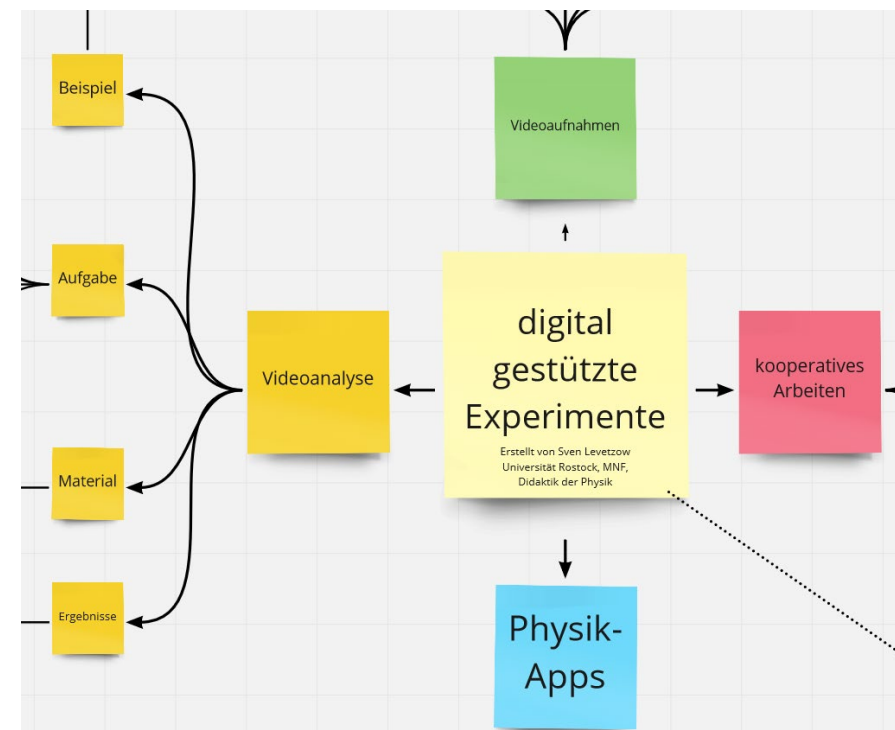 Beispiel
Videoaufnahmen
Aufgabe
digital
gestützte
Experimente
Erstellt von Sven Levetzow
Universität Rostock, MNF,
Didaktik der Physik
Videoanalyse
kooperatives
Arbeiten
Material
Ergebnisse
Physik-
Apps